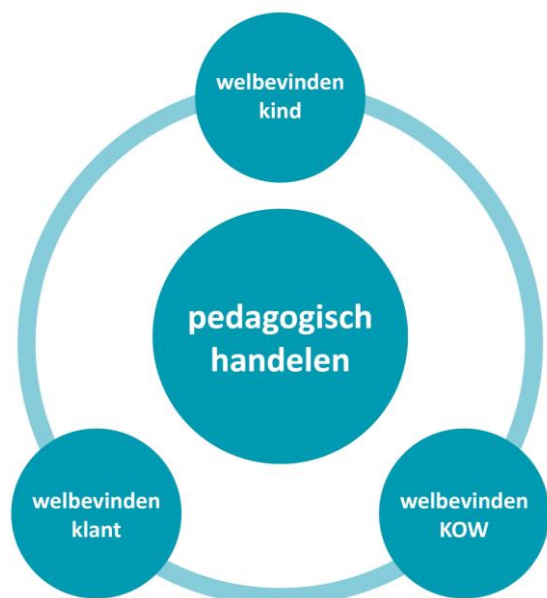 welbevinden
kind
pedagogisch
handelen
welbevinden
klant
welbevinden
KOW